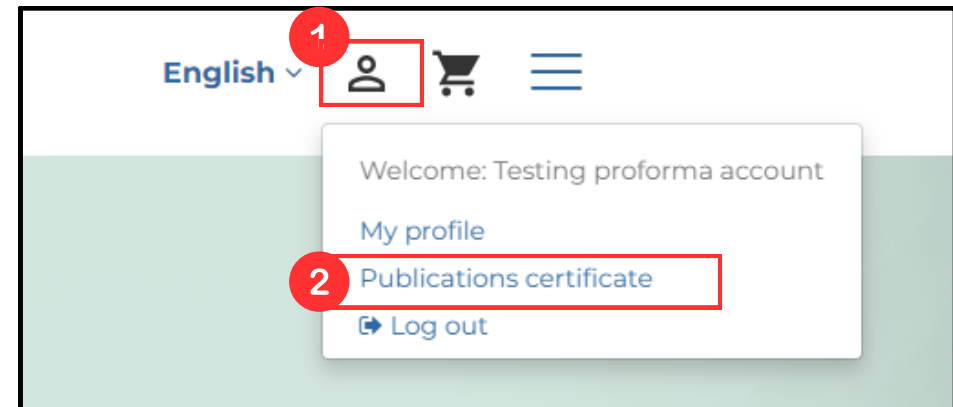 1
English
Welcome: Testing proforma account
My profile
2 Publications certificate
Log out